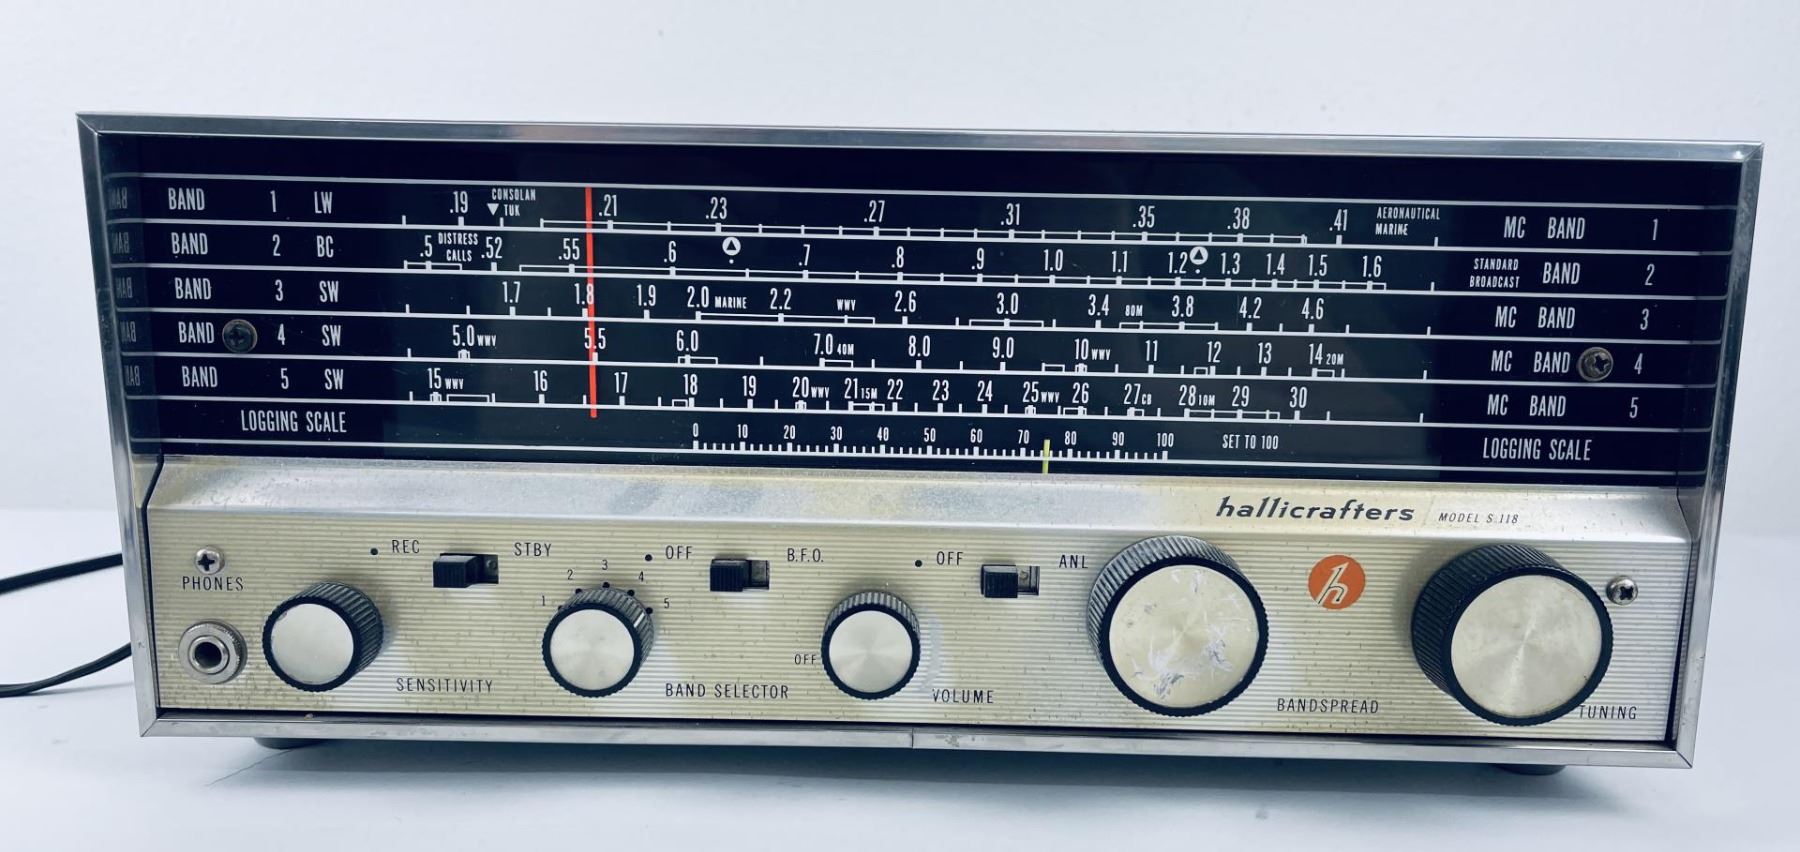 BAND 1 LW .19 CONSOLAN TUK .21 .23 .27 .31 .35 .38 .41 AERONAUTICAL MARINE MC BAND 1
BAND 2 BC .5 DISTRESS CALLS .52 .55 .6 .7 .8 .9 1.0 1.1 1.2 1.3 1.4 1.5 1.6 STANDARD BROADCAST BAND 2
BAND 3 SW 1.7 1.8 1.9 2.0 MARINE 2.2 WWV 2.6 3.0 3.4 80M 3.8 4.2 4.6 MC BAND 3
BAND 4 SW 5.0 WWV 5.5 6.0 7.0 40M 8.0 9.0 10 WWV 11 12 13 14 20M MC BAND 4
BAND 5 SW 15 WWV 16 17 18 19 20 WWV 21 15M 22 23 24 25 WWV 26 27 CB 28 10M 29 30 MC BAND 5
LOGGING SCALE 0 10 20 30 40 50 60 70 80 90 100 SET TO 100 LOGGING SCALE
hallicrafters MODEL S.118
REC STBY OFF B.F.O. OFF ANL
PHONES
1 2 3 4 5
h
OFF
SENSITIVITY BAND SELECTOR VOLUME BANDSPREAD TUNING